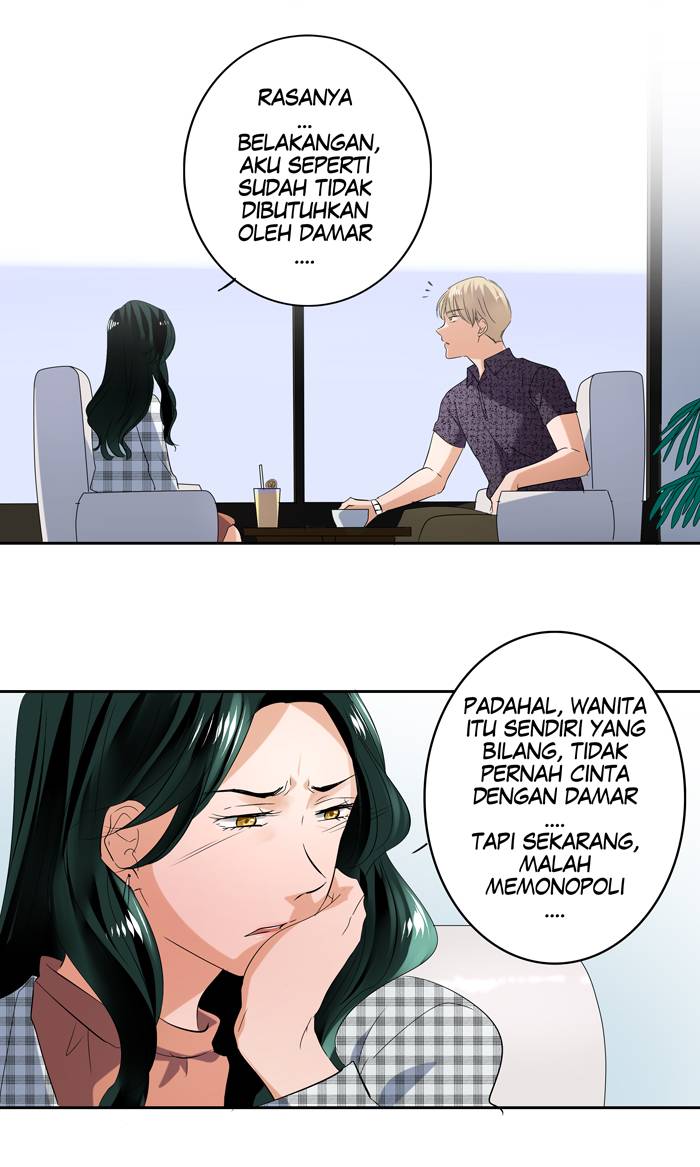 RASANYA
...
BELAKANGAN,
AKU SEPERTI
SUDAH TIDAK
DIBUTUHKAN
OLEH DAMAR
....
PADAHAL, WANITA
ITU SENDIRI YANG
BILANG, TIDAK
PERNAH CINTA
DENGAN DAMAR
....
TAPI SEKARANG,
MALAH
MEMONOPOLI
....